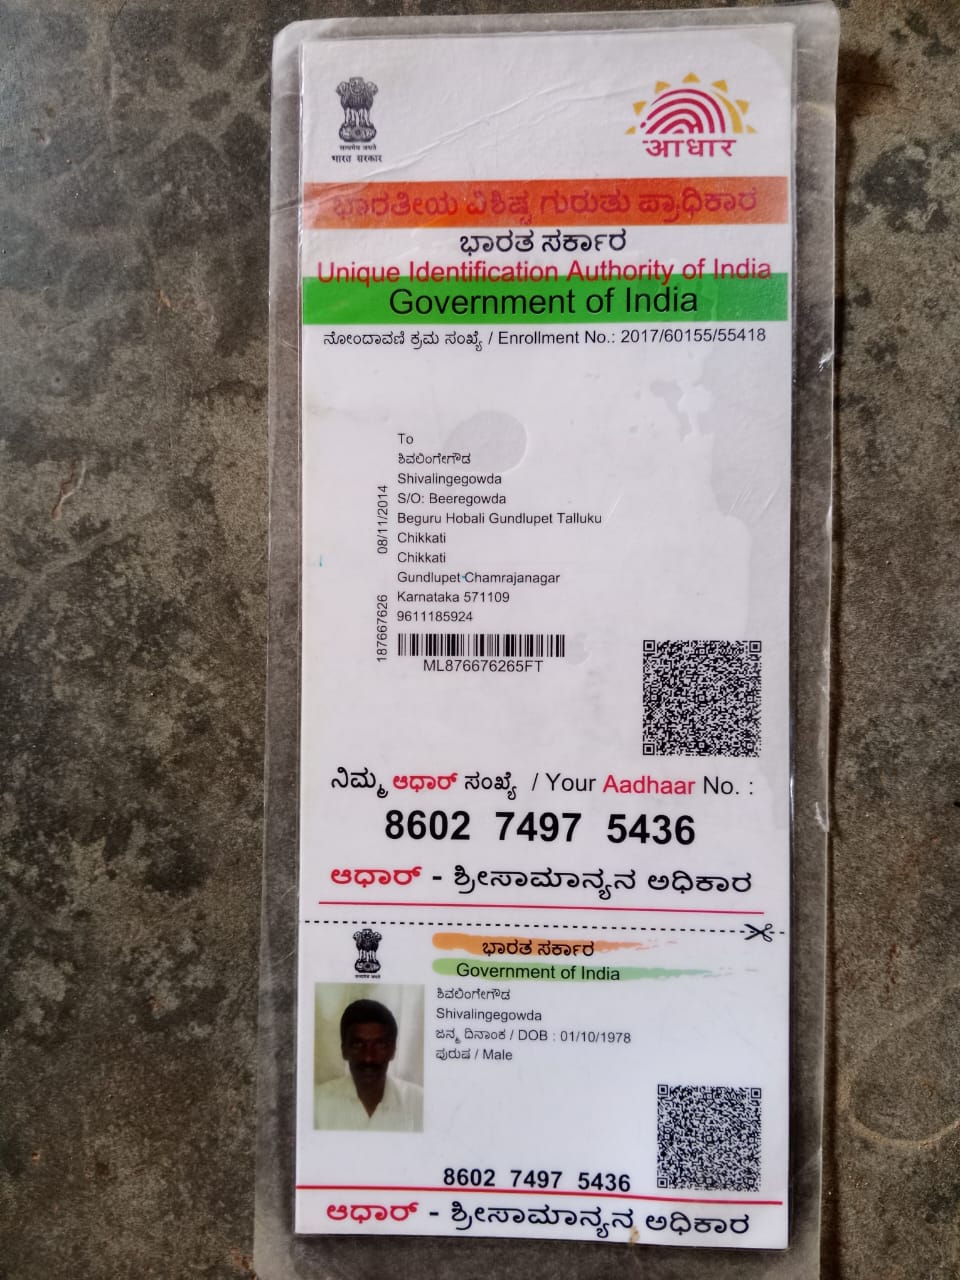 सत्यमेव जयते
भारत सरकार
आधार
ಭಾರತೀಯ ವಿಶಿಷ್ಟ ಗುರುತು ಪ್ರಾಧಿಕಾರ
ಭಾರತ ಸರ್ಕಾರ
Unique Identification Authority of India
Government of India
ನೋಂದಾವಣಿ ಕ್ರಮ ಸಂಖ್ಯೆ / Enrollment No.: 2017/60155/55418
To
ಶಿವಲಿಂಗೇಗೌಡ
Shivalingegowda
S/O: Beeregowda
Beguru Hobali Gundlupet Talluku
Chikkati
Chikkati
Gundlupet Chamrajanagar
Karnataka 571109
9611185924
08/11/2014
187667626
ML876676265FT
ನಿಮ್ಮ ಆಧಾರ್ ಸಂಖ್ಯೆ / Your Aadhaar No. :
8602 7497 5436
ಆಧಾರ್ - ಶ್ರೀಸಾಮಾನ್ಯನ ಅಧಿಕಾರ
ಭಾರತ ಸರ್ಕಾರ
Government of India
ಶಿವಲಿಂಗೇಗೌಡ
Shivalingegowda
ಜನ್ಮ ದಿನಾಂಕ / DOB : 01/10/1978
ಪುರುಷ / Male
8602 7497 5436
ಆಧಾರ್ - ಶ್ರೀಸಾಮಾನ್ಯನ ಅಧಿಕಾರ